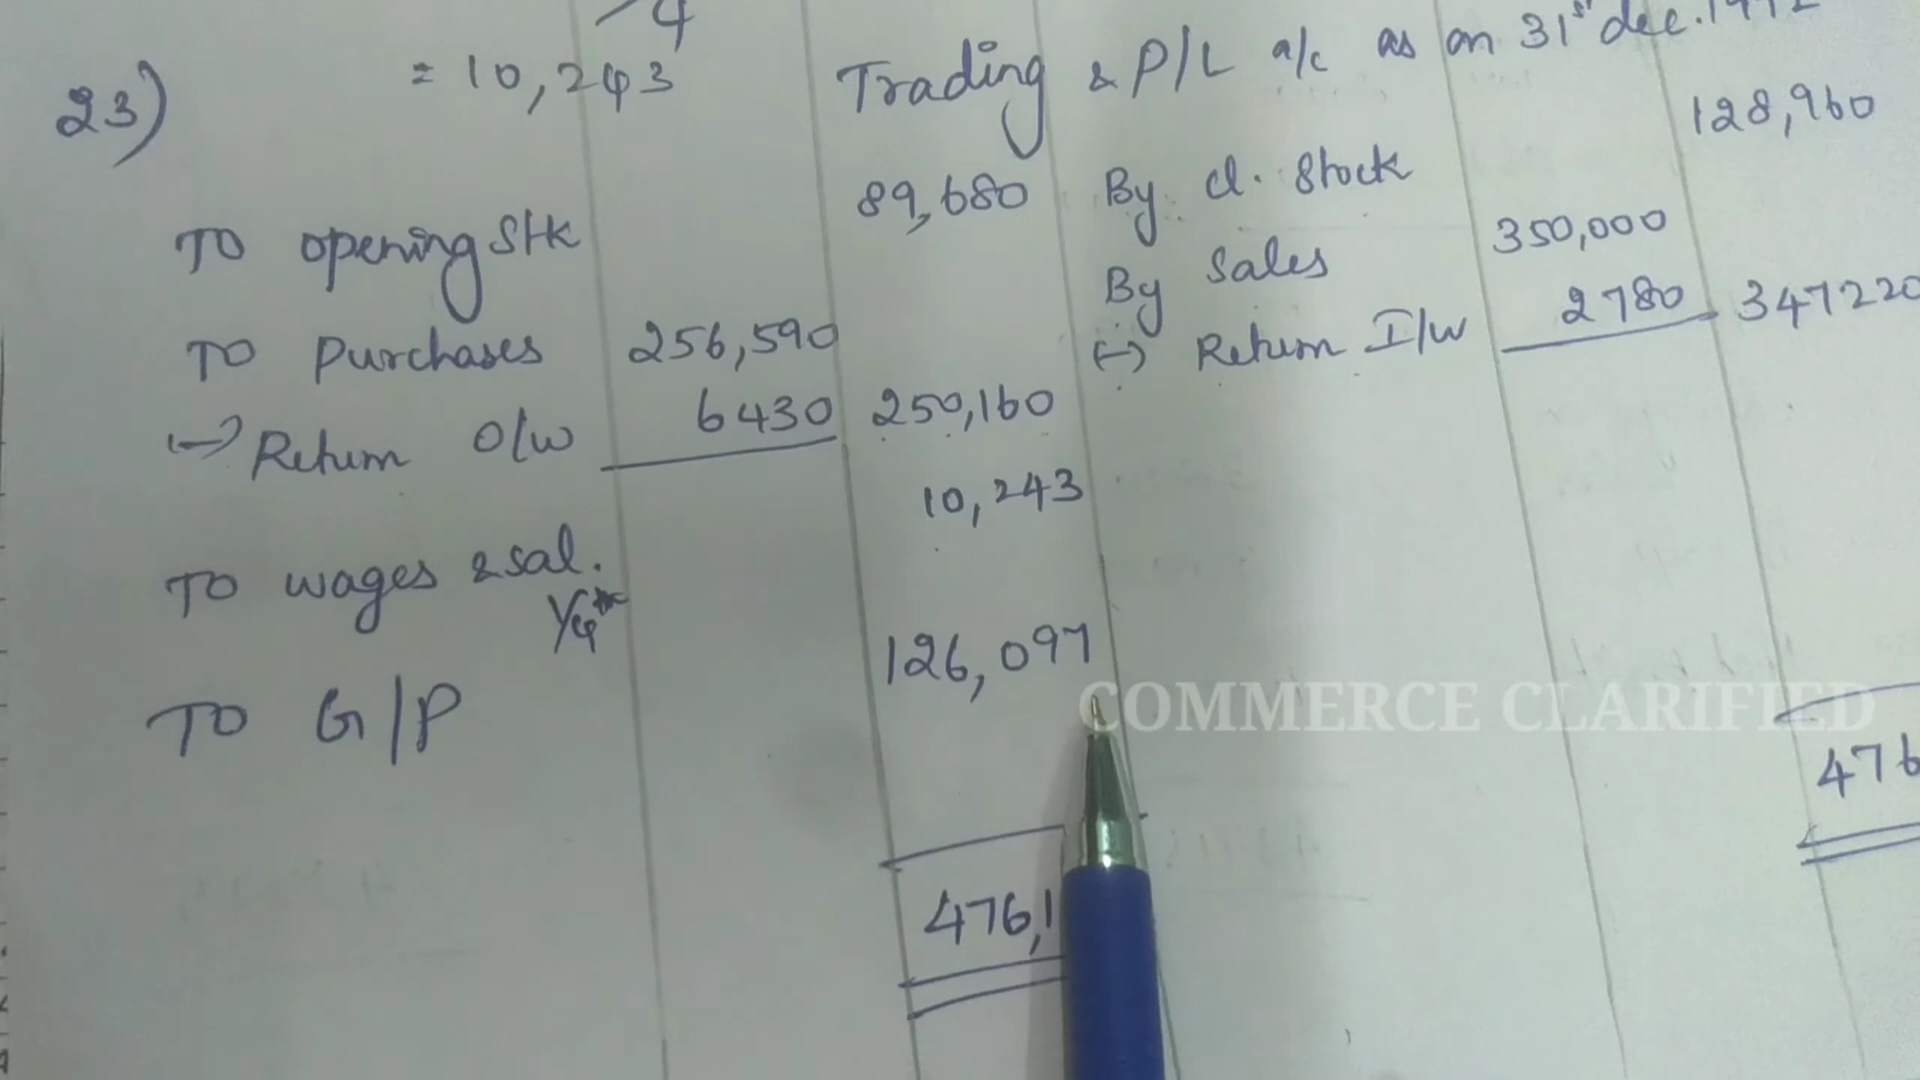 4
= 10,243
23)
Trading & P/L a/c as on 31st dec.
128,960
To opening Stk 89,680 By cl. Stock
By Sales 350,000
To Purchases 256,590
(-) Return I/w 2780 347220
(-) Return O/w 6430 250,160
To wages & sal. 10,243
1/4
To G/P 126,097
COMMERCE CLARIFIED
476
476,1